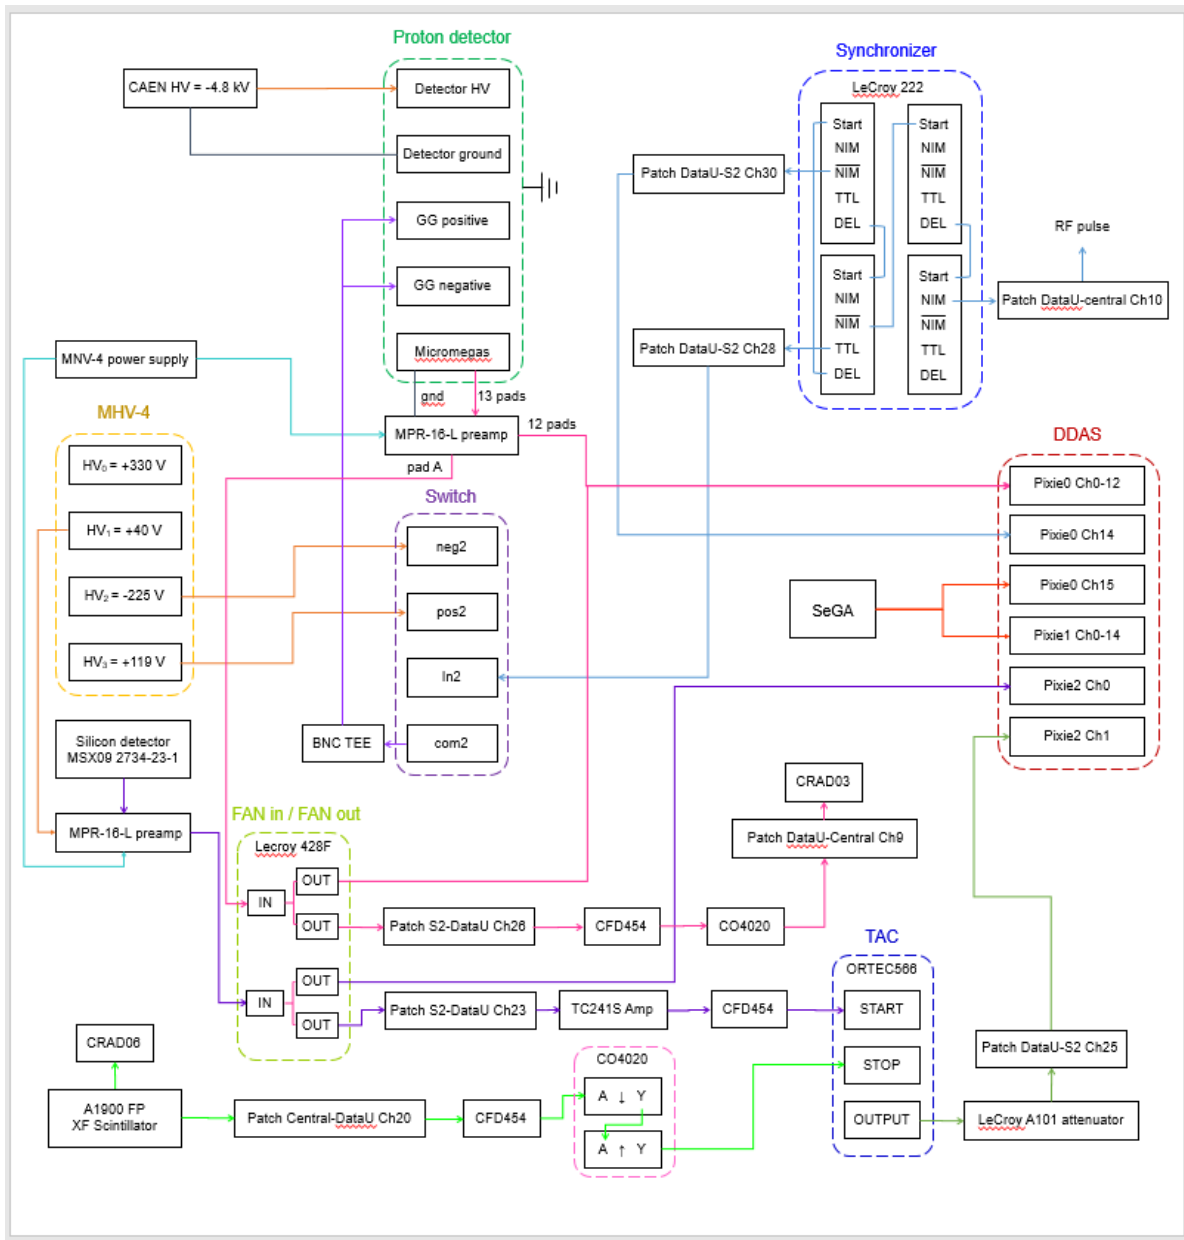 Proton detector
CAEN HV = -4.8 kV
Detector HV
Detector ground
GG positive
GG negative
Micromegas
gnd
13 pads
MNV-4 power supply
MPR-16-L preamp
12 pads
pad A
MHV-4
HV₀ = +330 V
HV₁ = +40 V
HV₂ = -225 V
HV₃ = +119 V
Switch
neg2
pos2
In2
com2
BNC TEE
Silicon detector
MSX09 2734-23-1
MPR-16-L preamp
Synchronizer
LeCroy 222
Start
NIM
N̅I̅M̅
TTL
DEL
Start
NIM
N̅I̅M̅
TTL
DEL
Start
NIM
N̅I̅M̅
TTL
DEL
Start
NIM
N̅I̅M̅
TTL
DEL
Patch DataU-S2 Ch30
Patch DataU-S2 Ch28
RF pulse
Patch DataU-central Ch10
DDAS
Pixie0 Ch0-12
Pixie0 Ch14
Pixie0 Ch15
Pixie1 Ch0-14
Pixie2 Ch0
Pixie2 Ch1
SeGA
CRAD03
Patch DataU-Central Ch9
FAN in / FAN out
Lecroy 428F
IN
OUT
OUT
Patch S2-DataU Ch26
CFD454
CO4020
IN
OUT
OUT
Patch S2-DataU Ch23
TC241S Amp
CFD454
TAC
ORTEC566
START
STOP
OUTPUT
Patch DataU-S2 Ch25
LeCroy A101 attenuator
CRAD06
A1900 FP
XF Scintillator
Patch Central-DataU Ch20
CFD454
CO4020
A ↓ Y
A ↑ Y